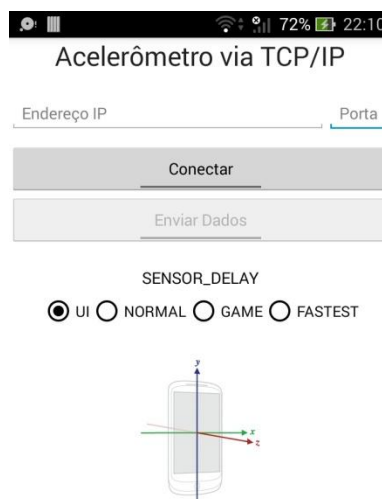 72% 22:10
Acelerômetro via TCP/IP
Endereço IP Porta
Conectar
Enviar Dados
SENSOR_DELAY
UI NORMAL GAME FASTEST
y
x
z